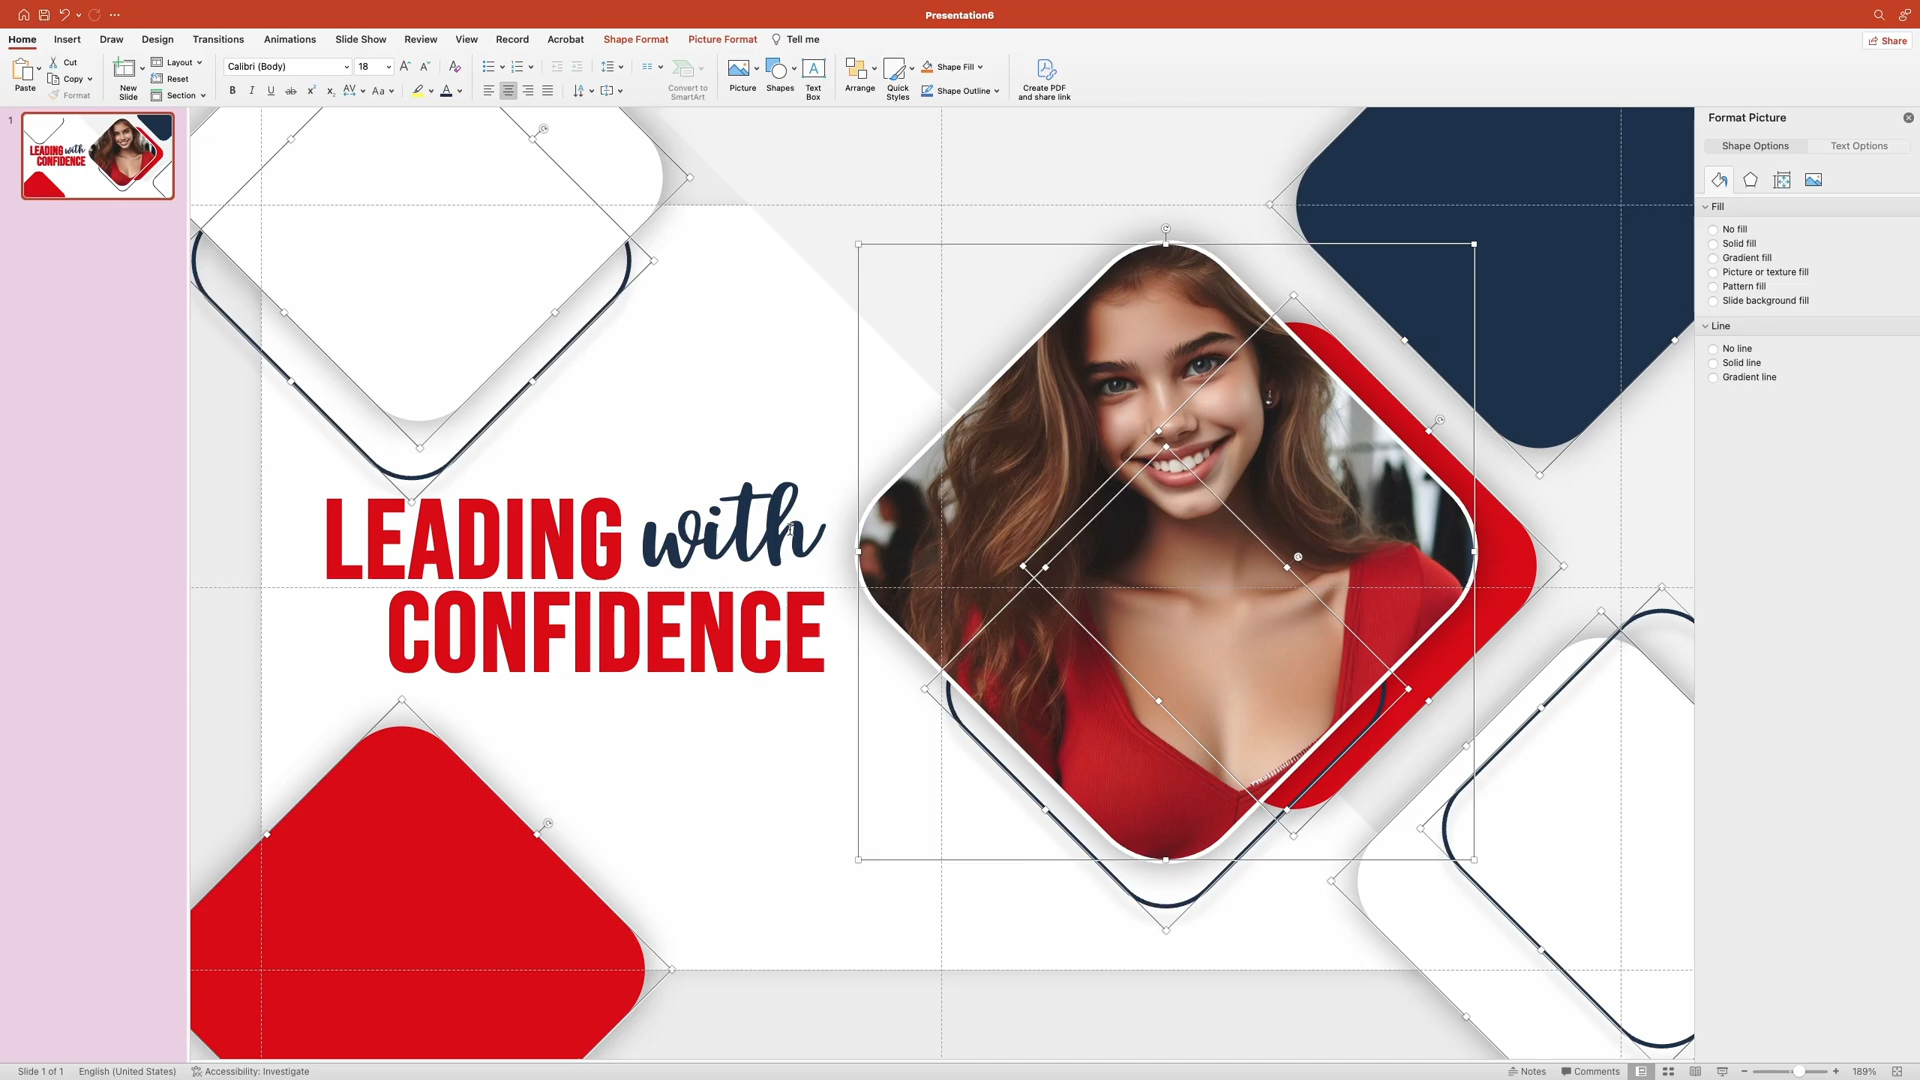 Presentation6
Home Insert Draw Design Transitions Animations Slide Show Review View Record Acrobat Shape Format Picture Format Tell me
Share
Paste
Cut
Copy
Format
New Slide
Layout
Reset
Section
Calibri (Body)
18
Convert to SmartArt
Picture
Shapes
Text Box
Arrange
Quick Styles
Shape Fill
Shape Outline
Create PDF and share link
1
LEADING with
CONFIDENCE
Format Picture
Shape Options Text Options
Fill
No fill
Solid fill
Gradient fill
Picture or texture fill
Pattern fill
Slide background fill
Line
No line
Solid line
Gradient line
Slide 1 of 1 English (United States) Accessibility: Investigate
Notes Comments 189%